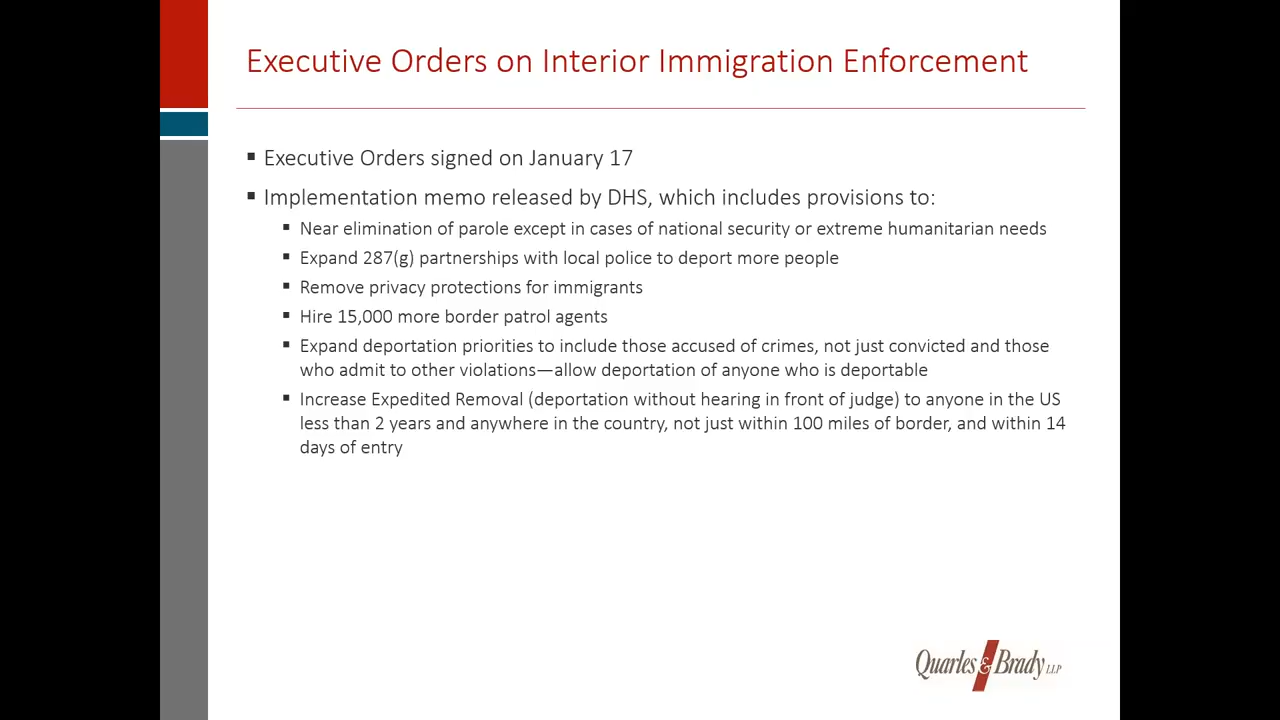 Executive Orders on Interior Immigration Enforcement
▪ Executive Orders signed on January 17
▪ Implementation memo released by DHS, which includes provisions to:
▪ Near elimination of parole except in cases of national security or extreme humanitarian needs
▪ Expand 287(g) partnerships with local police to deport more people
▪ Remove privacy protections for immigrants
▪ Hire 15,000 more border patrol agents
▪ Expand deportation priorities to include those accused of crimes, not just convicted and those
who admit to other violations—allow deportation of anyone who is deportable
▪ Increase Expedited Removal (deportation without hearing in front of judge) to anyone in the US
less than 2 years and anywhere in the country, not just within 100 miles of border, and within 14
days of entry
Quarles & Brady LLP